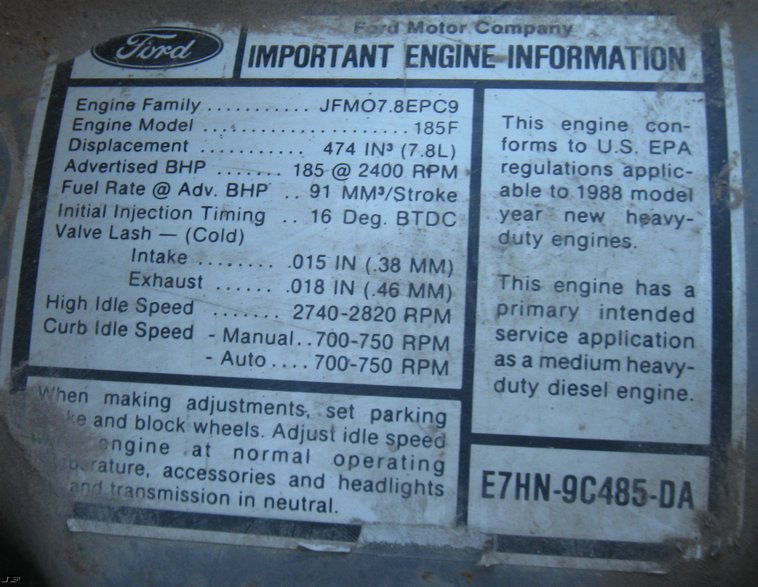 Ford Motor Company
Ford
IMPORTANT ENGINE INFORMATION
Engine Family ........... JFM07.8EPC9
Engine Model ...................... 185F
Displacement ........ 474 IN³ (7.8L)
Advertised BHP ....... 185 @ 2400 RPM
Fuel Rate @ Adv. BHP .. 91 MM³/Stroke
Initial Injection Timing .. 16 Deg. BTDC
Valve Lash — (Cold)
Intake ........ .015 IN (.38 MM)
Exhaust ...... .018 IN (.46 MM)
High Idle Speed ...... 2740-2820 RPM
Curb Idle Speed - Manual..700-750 RPM
- Auto....700-750 RPM
When making adjustments, set parking
and block wheels. Adjust idle speed
engine at normal operating
accessories and headlights
and transmission in neutral.
This engine con-
forms to U.S. EPA
regulations applic-
able to 1988 model
year new heavy-
duty engines.
This engine has a
primary intended
service application
as a medium heavy-
duty diesel engine.
E7HN-9C485-DA